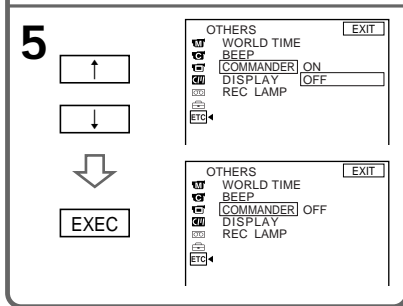 5
↑
↓
EXEC
OTHERS EXIT
WORLD TIME
BEEP
COMMANDER ON
DISPLAY OFF
REC LAMP
ETC
OTHERS EXIT
WORLD TIME
BEEP
COMMANDER OFF
DISPLAY
REC LAMP
ETC